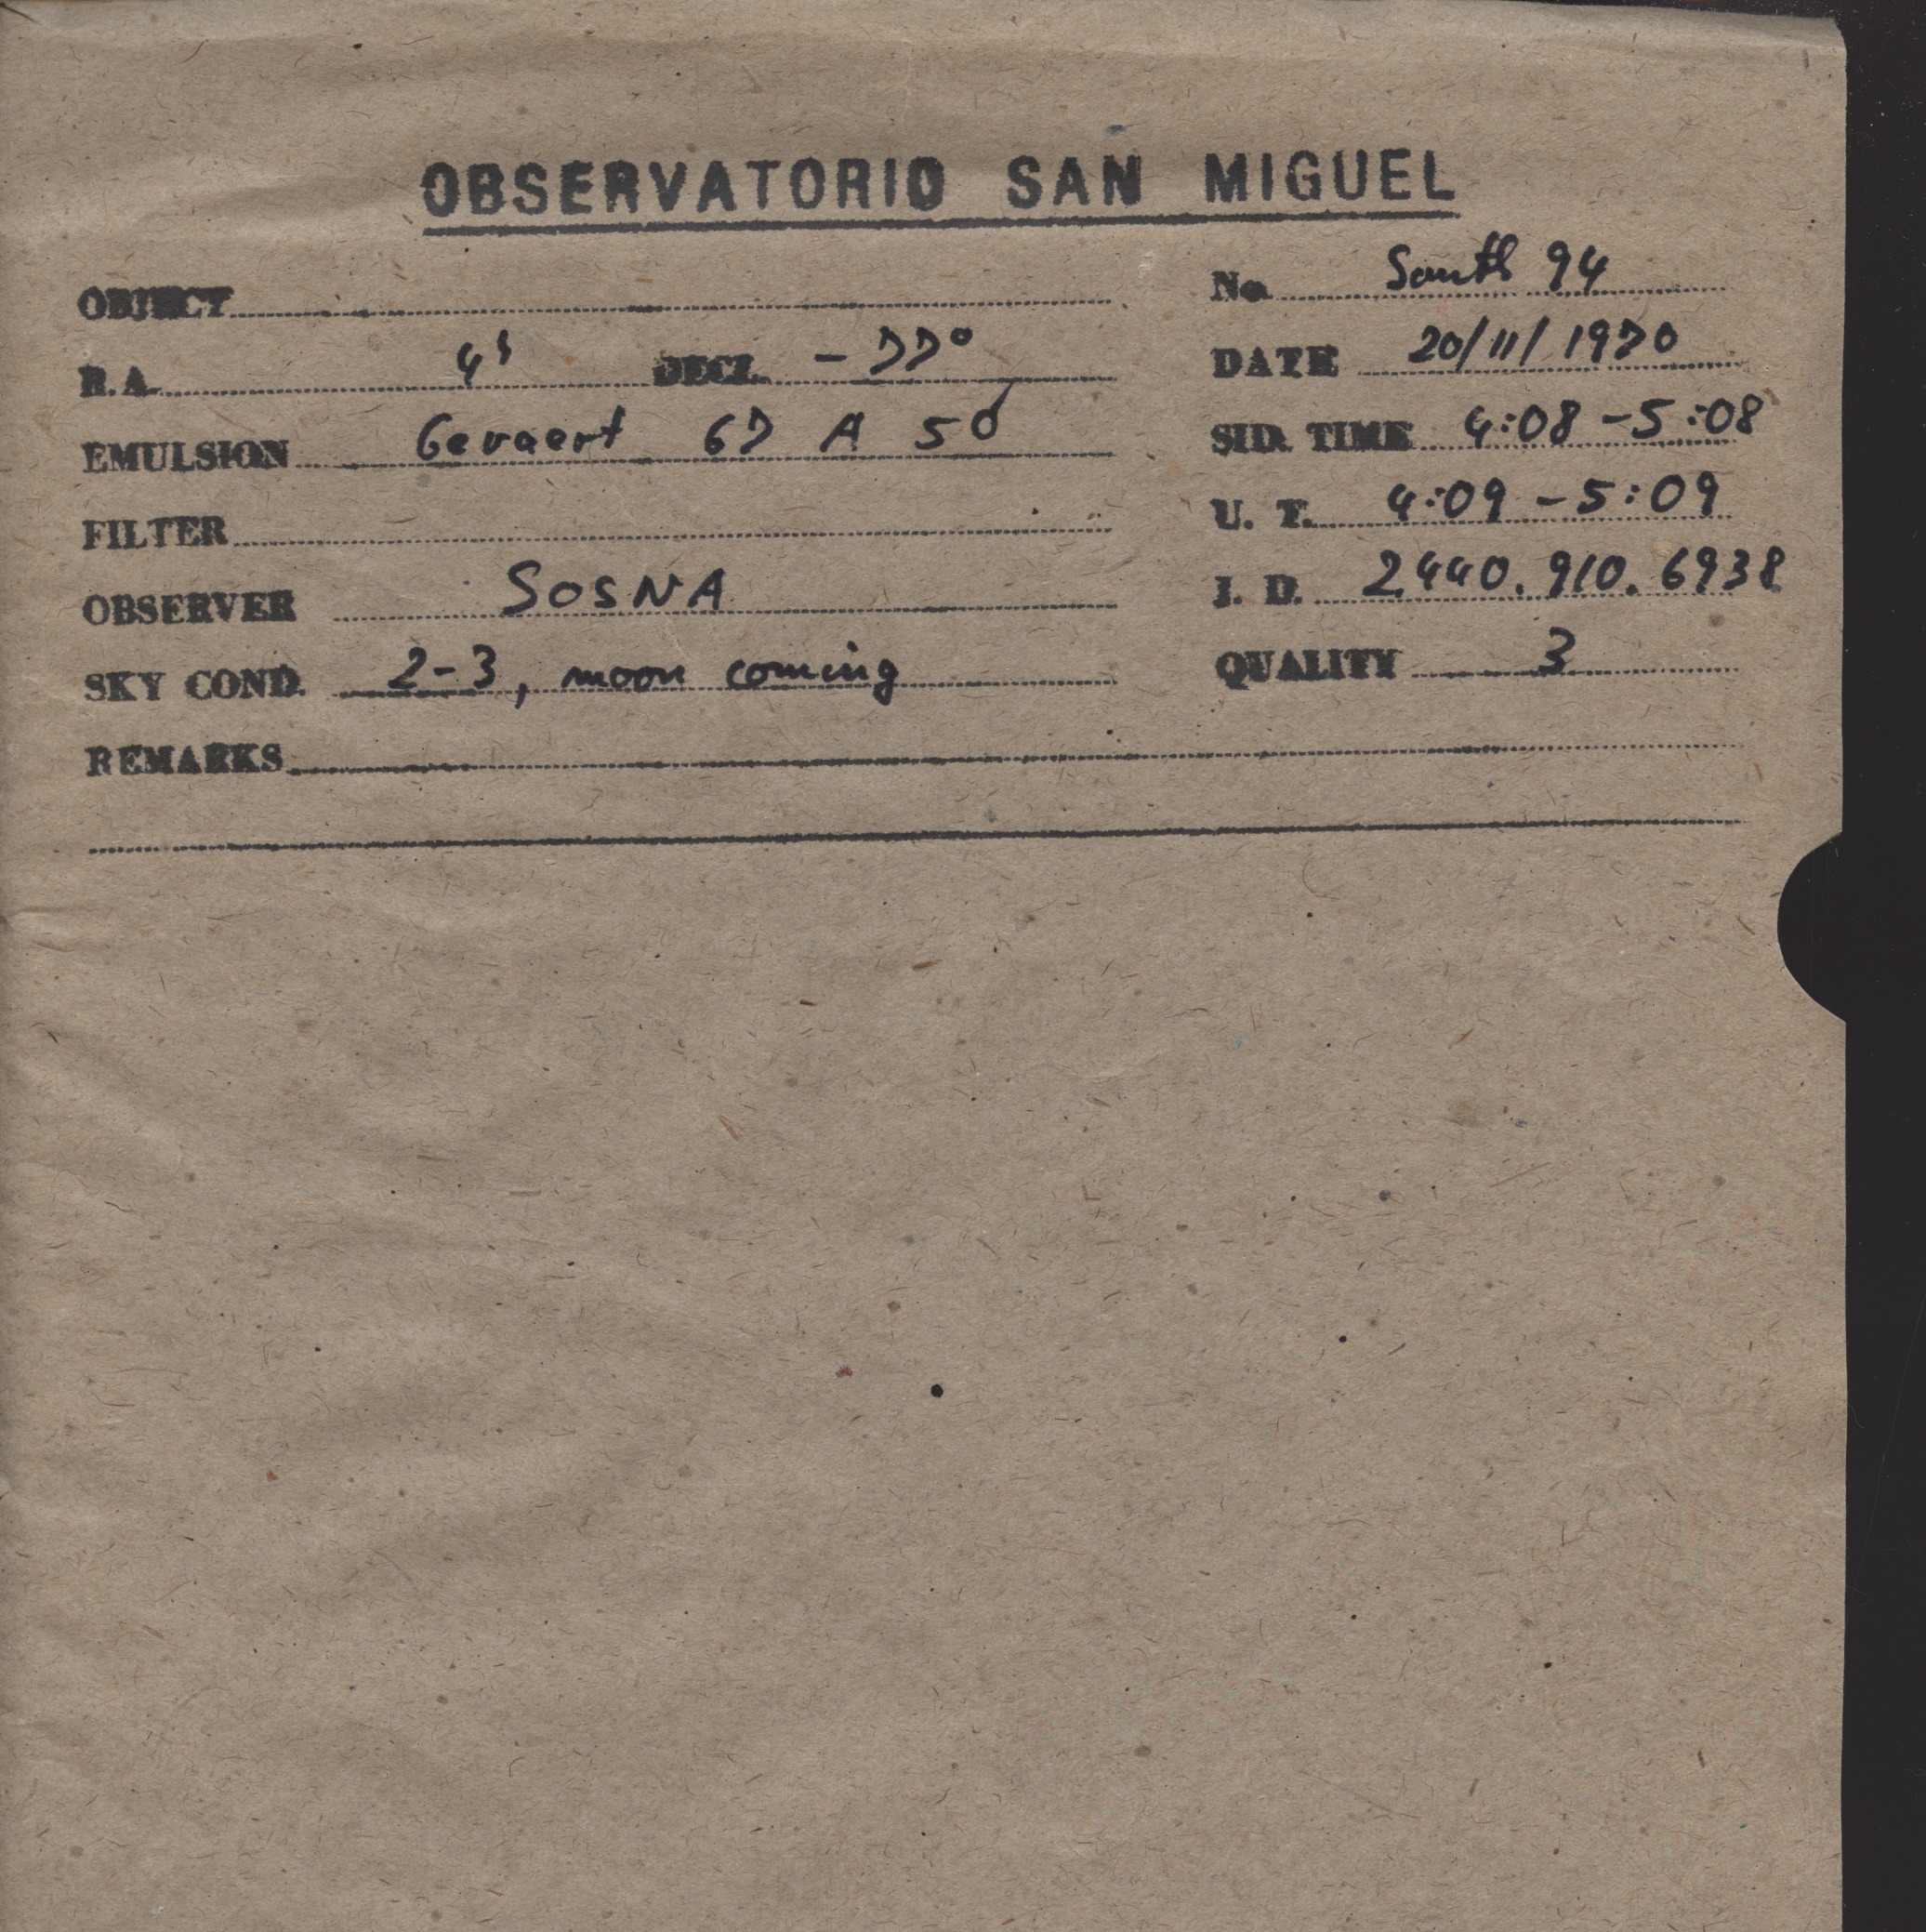 OBSERVATORIO SAN MIGUEL
OBJECT
No. South 94
R.A. 4h DECL. -77°
DATE 20/11/1970
EMULSION Gevaert 67 A 50
SID. TIME 4:08 - 5:08
FILTER
U. T. 4:09 - 5:09
OBSERVER SOSNA
J. D. 2440.910.6938
SKY COND. 2-3, moon coming
QUALITY 3
REMARKS